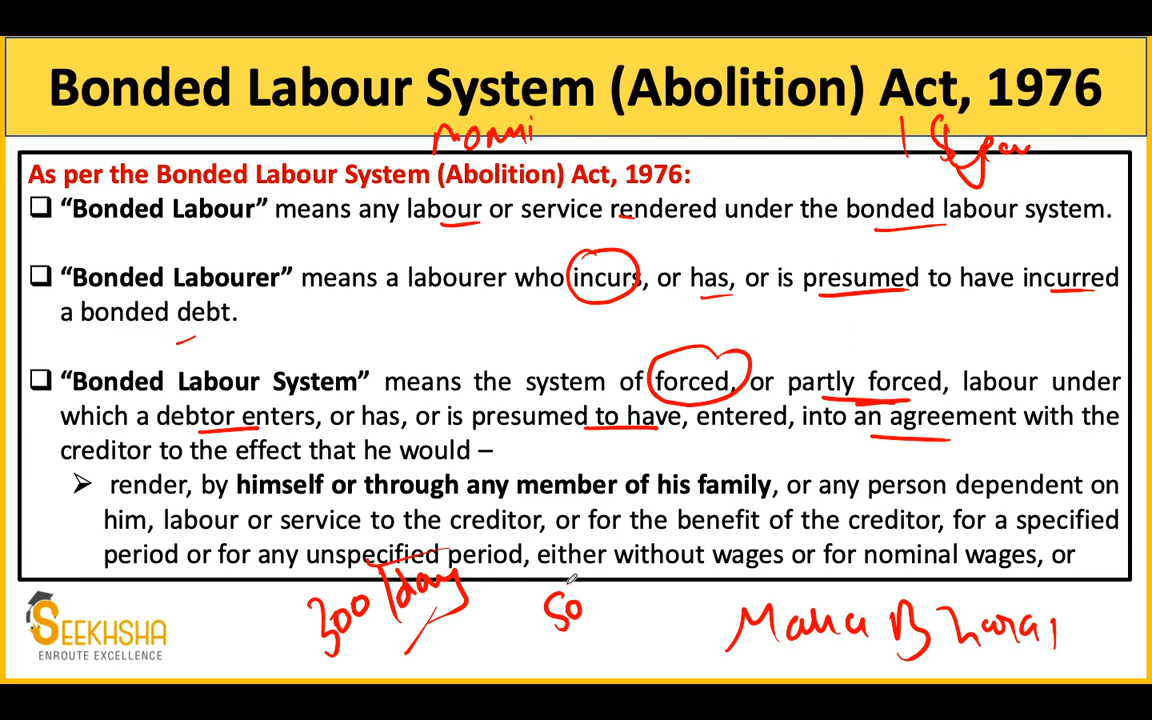 Bonded Labour System (Abolition) Act, 1976
As per the Bonded Labour System (Abolition) Act, 1976:
❑ “Bonded Labour” means any labour or service rendered under the bonded labour system.
❑ “Bonded Labourer” means a labourer who incurs, or has, or is presumed to have incurred
a bonded debt.
❑ “Bonded Labour System” means the system of forced, or partly forced, labour under
which a debtor enters, or has, or is presumed to have, entered, into an agreement with the
creditor to the effect that he would –
➢ render, by himself or through any member of his family, or any person dependent on
him, labour or service to the creditor, or for the benefit of the creditor, for a specified
period or for any unspecified period, either without wages or for nominal wages, or
300/day 50 Maha
SEEKHSHA
ENROUTE EXCELLENCE